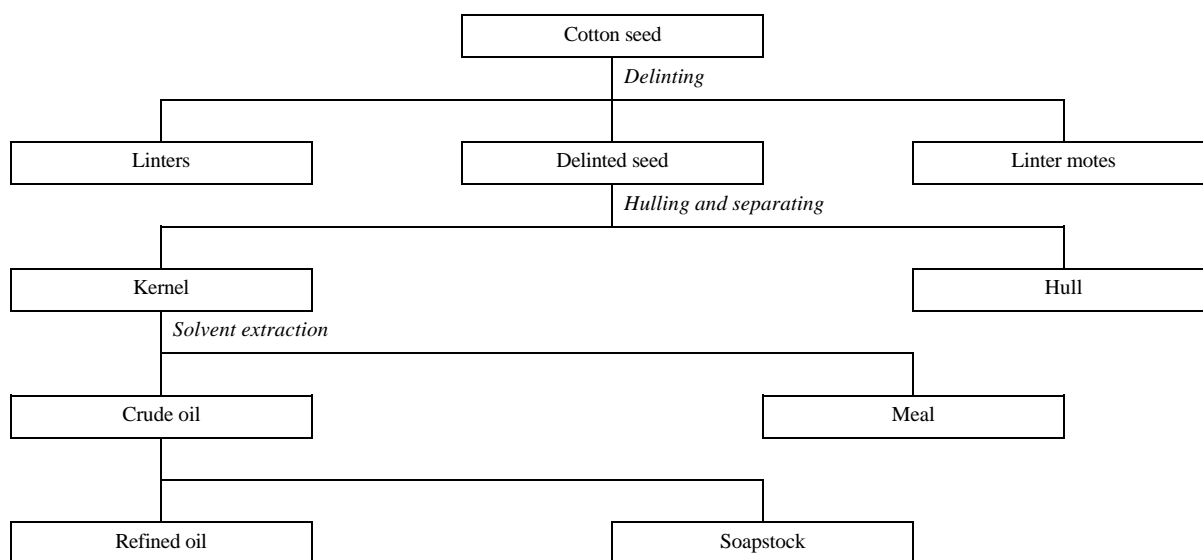 Cotton seed
Delinting
Linters
Delinted seed
Linter motes
Hulling and separating
Kernel
Hull
Solvent extraction
Crude oil
Meal
Refined oil
Soapstock